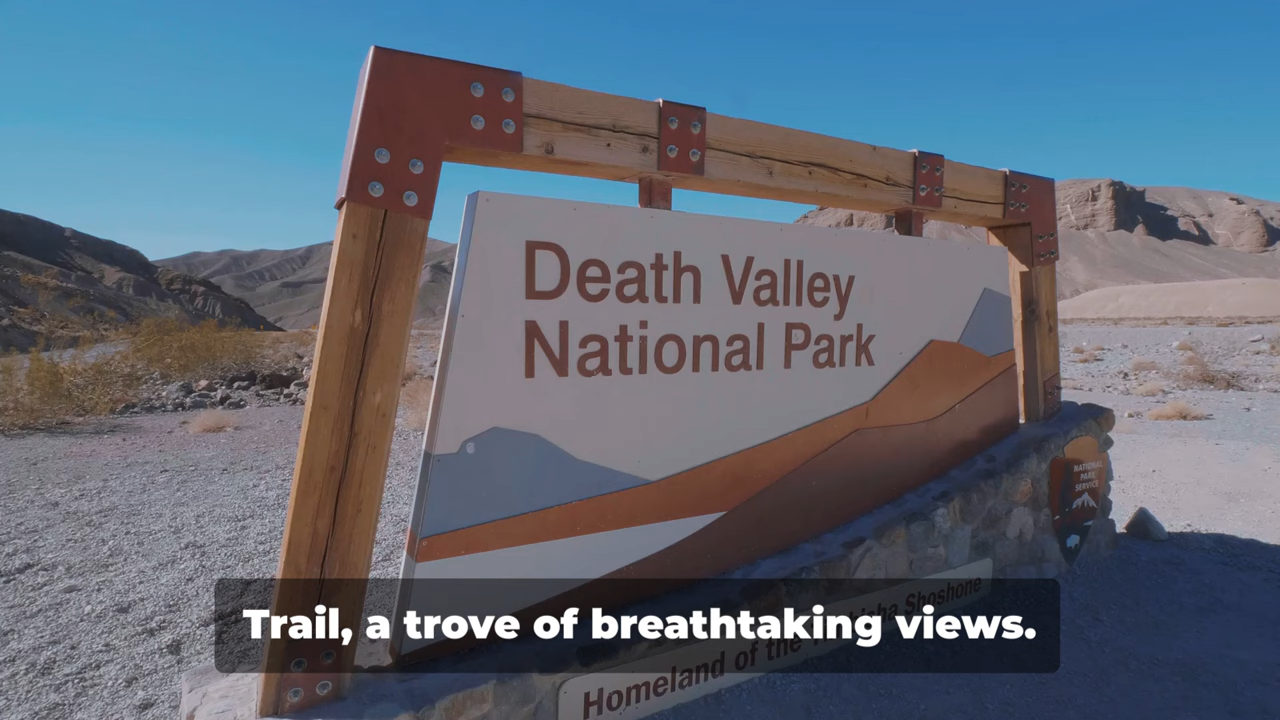 Death Valley
National Park
NATIONAL
PARK
SERVICE
Trail, a trove of breathtaking views.
Homeland of the Shoshone